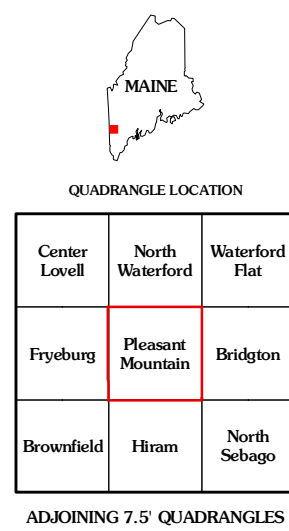 MAINE
QUADRANGLE LOCATION
Center
Lovell
North
Waterford
Waterford
Flat
Fryeburg
Pleasant
Mountain
Bridgton
Brownfield
Hiram
North
Sebago
ADJOINING 7.5' QUADRANGLES